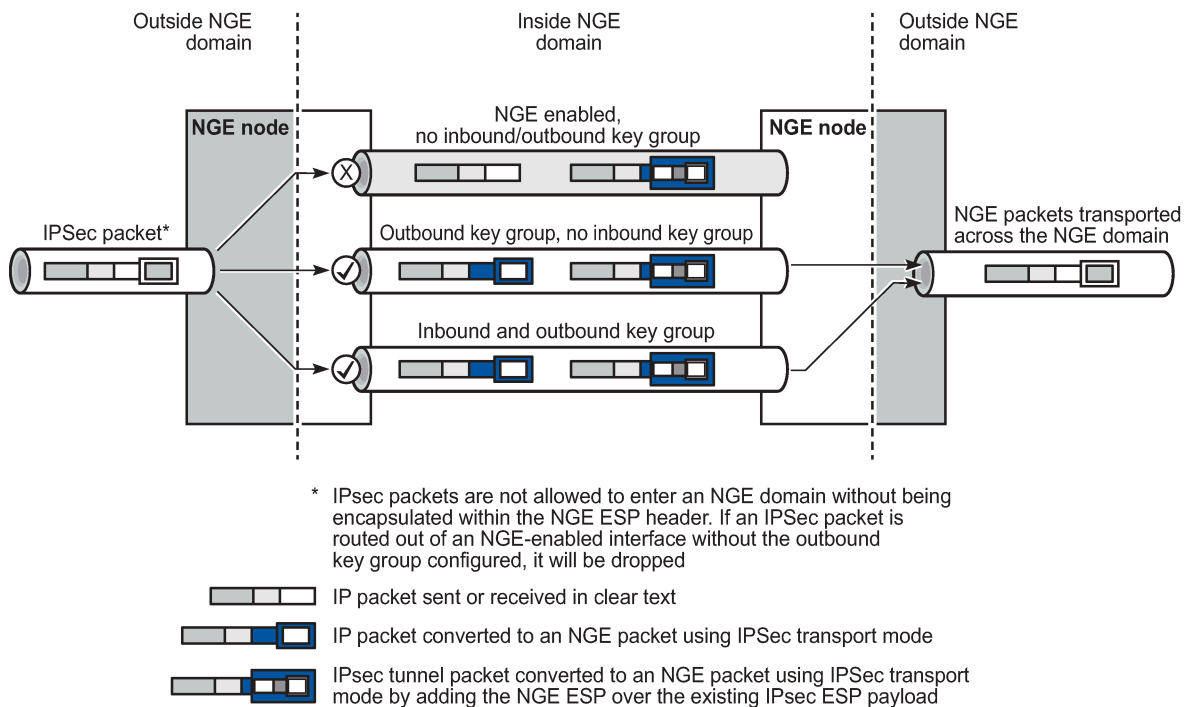 Outside NGE
domain
Inside NGE
domain
Outside NGE
domain
NGE node
NGE enabled,
no inbound/outbound key group
NGE node
X
IPSec packet*
Outbound key group, no inbound key group
NGE packets transported
across the NGE domain
Inbound and outbound key group
* IPsec packets are not allowed to enter an NGE domain without being
encapsulated within the NGE ESP header. If an IPSec packet is
routed out of an NGE-enabled interface without the outbound
key group configured, it will be dropped
IP packet sent or received in clear text
IP packet converted to an NGE packet using IPSec transport mode
IPsec tunnel packet converted to an NGE packet using IPSec transport
mode by adding the NGE ESP over the existing IPsec ESP payload